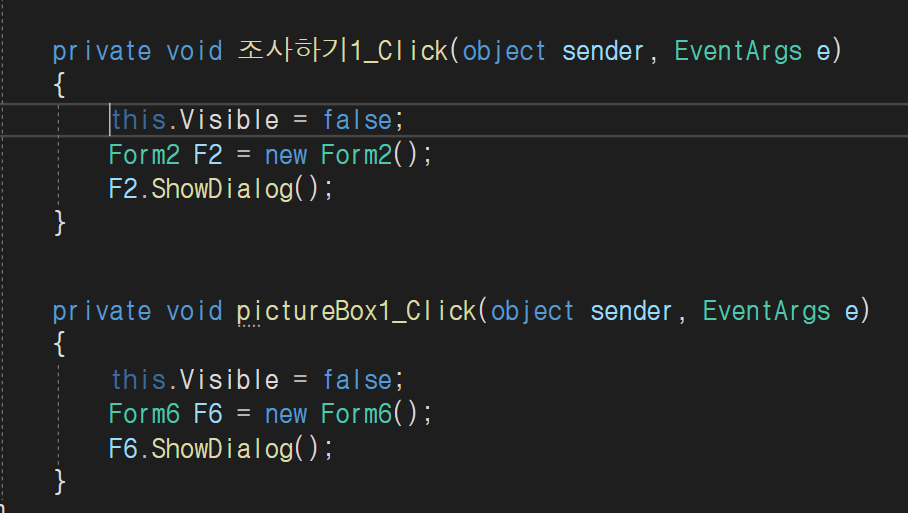 private void 조사하기1_Click(object sender, EventArgs e)
{
this.Visible = false;
Form2 F2 = new Form2();
F2.ShowDialog();
}
private void pictureBox1_Click(object sender, EventArgs e)
{
this.Visible = false;
Form6 F6 = new Form6();
F6.ShowDialog();
}